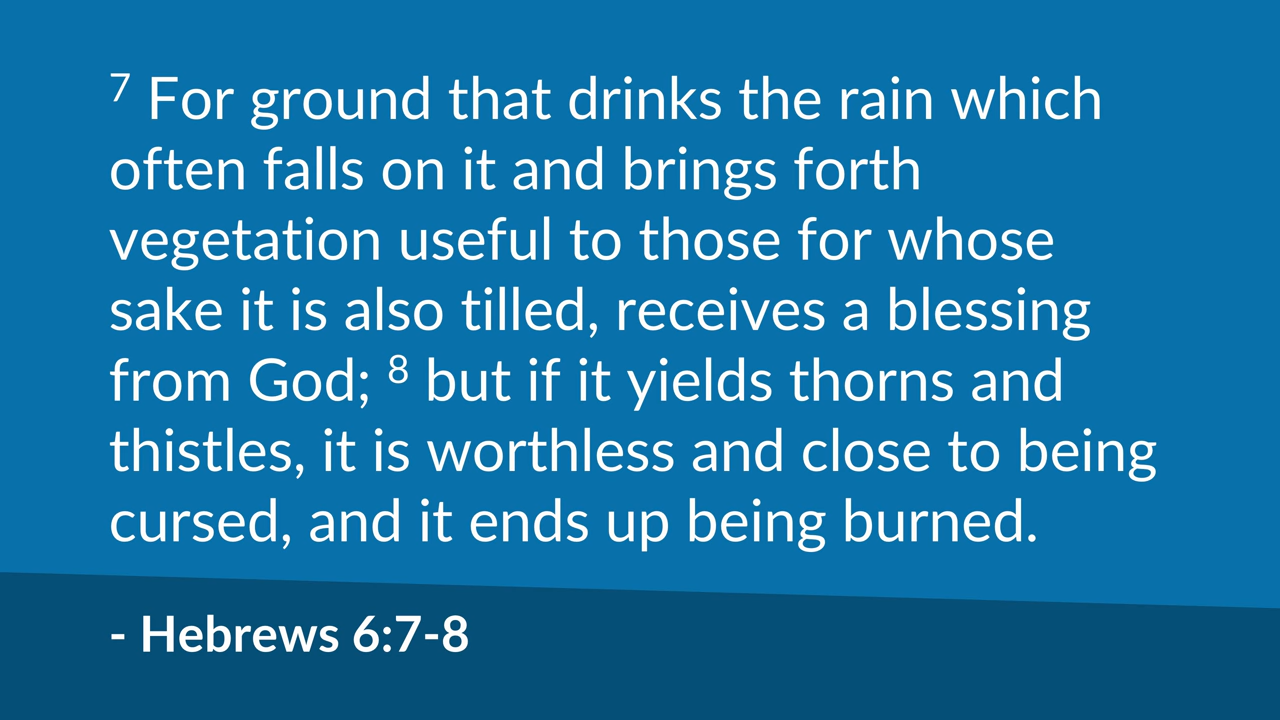 7 For ground that drinks the rain which
often falls on it and brings forth
vegetation useful to those for whose
sake it is also tilled, receives a blessing
from God; 8 but if it yields thorns and
thistles, it is worthless and close to being
cursed, and it ends up being burned.
- Hebrews 6:7-8